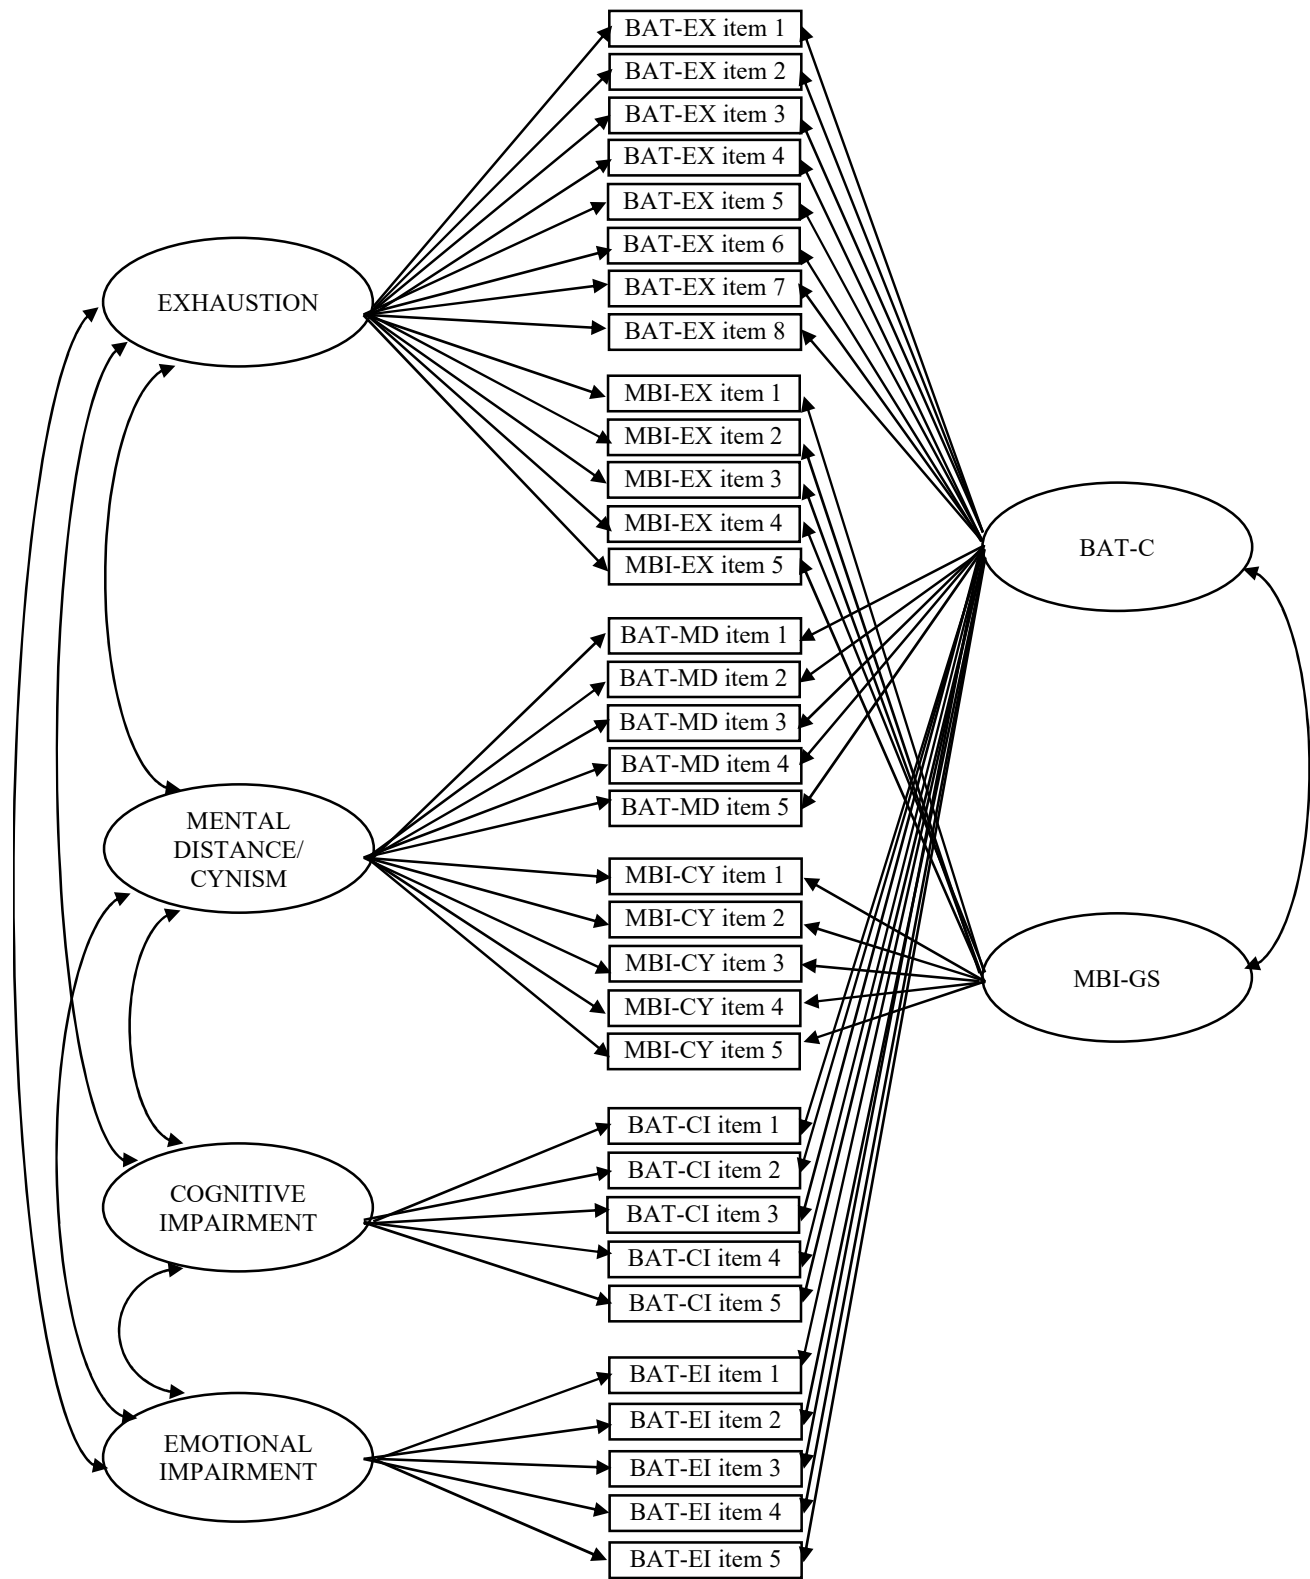 BAT-EX item 1
BAT-EX item 2
BAT-EX item 3
BAT-EX item 4
BAT-EX item 5
BAT-EX item 6
BAT-EX item 7
BAT-EX item 8
MBI-EX item 1
MBI-EX item 2
MBI-EX item 3
MBI-EX item 4
MBI-EX item 5
BAT-MD item 1
BAT-MD item 2
BAT-MD item 3
BAT-MD item 4
BAT-MD item 5
MBI-CY item 1
MBI-CY item 2
MBI-CY item 3
MBI-CY item 4
MBI-CY item 5
BAT-CI item 1
BAT-CI item 2
BAT-CI item 3
BAT-CI item 4
BAT-CI item 5
BAT-EI item 1
BAT-EI item 2
BAT-EI item 3
BAT-EI item 4
BAT-EI item 5
EXHAUSTION
MENTAL
DISTANCE/
CYNISM
COGNITIVE
IMPAIRMENT
EMOTIONAL
IMPAIRMENT
BAT-C
MBI-GS